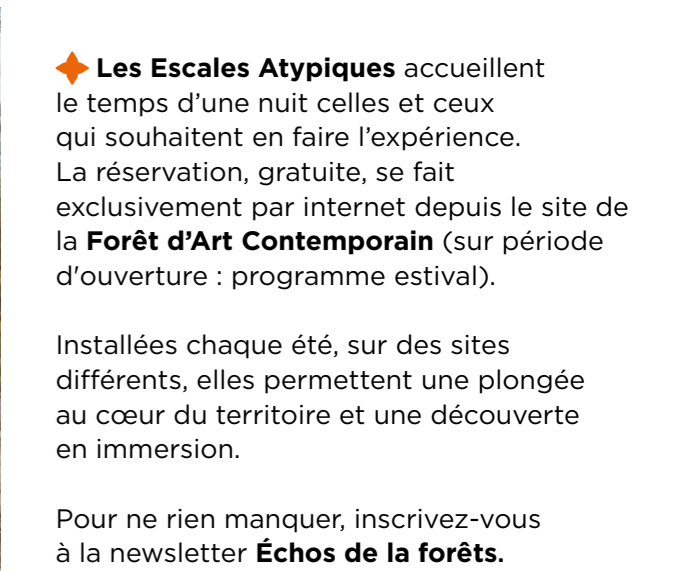 Les Escales Atypiques accueillent
le temps d’une nuit celles et ceux
qui souhaitent en faire l’expérience.
La réservation, gratuite, se fait
exclusivement par internet depuis le site de
la Forêt d’Art Contemporain (sur période
d'ouverture : programme estival).
Installées chaque été, sur des sites
différents, elles permettent une plongée
au cœur du territoire et une découverte
en immersion.
Pour ne rien manquer, inscrivez-vous
à la newsletter Échos de la forêts.